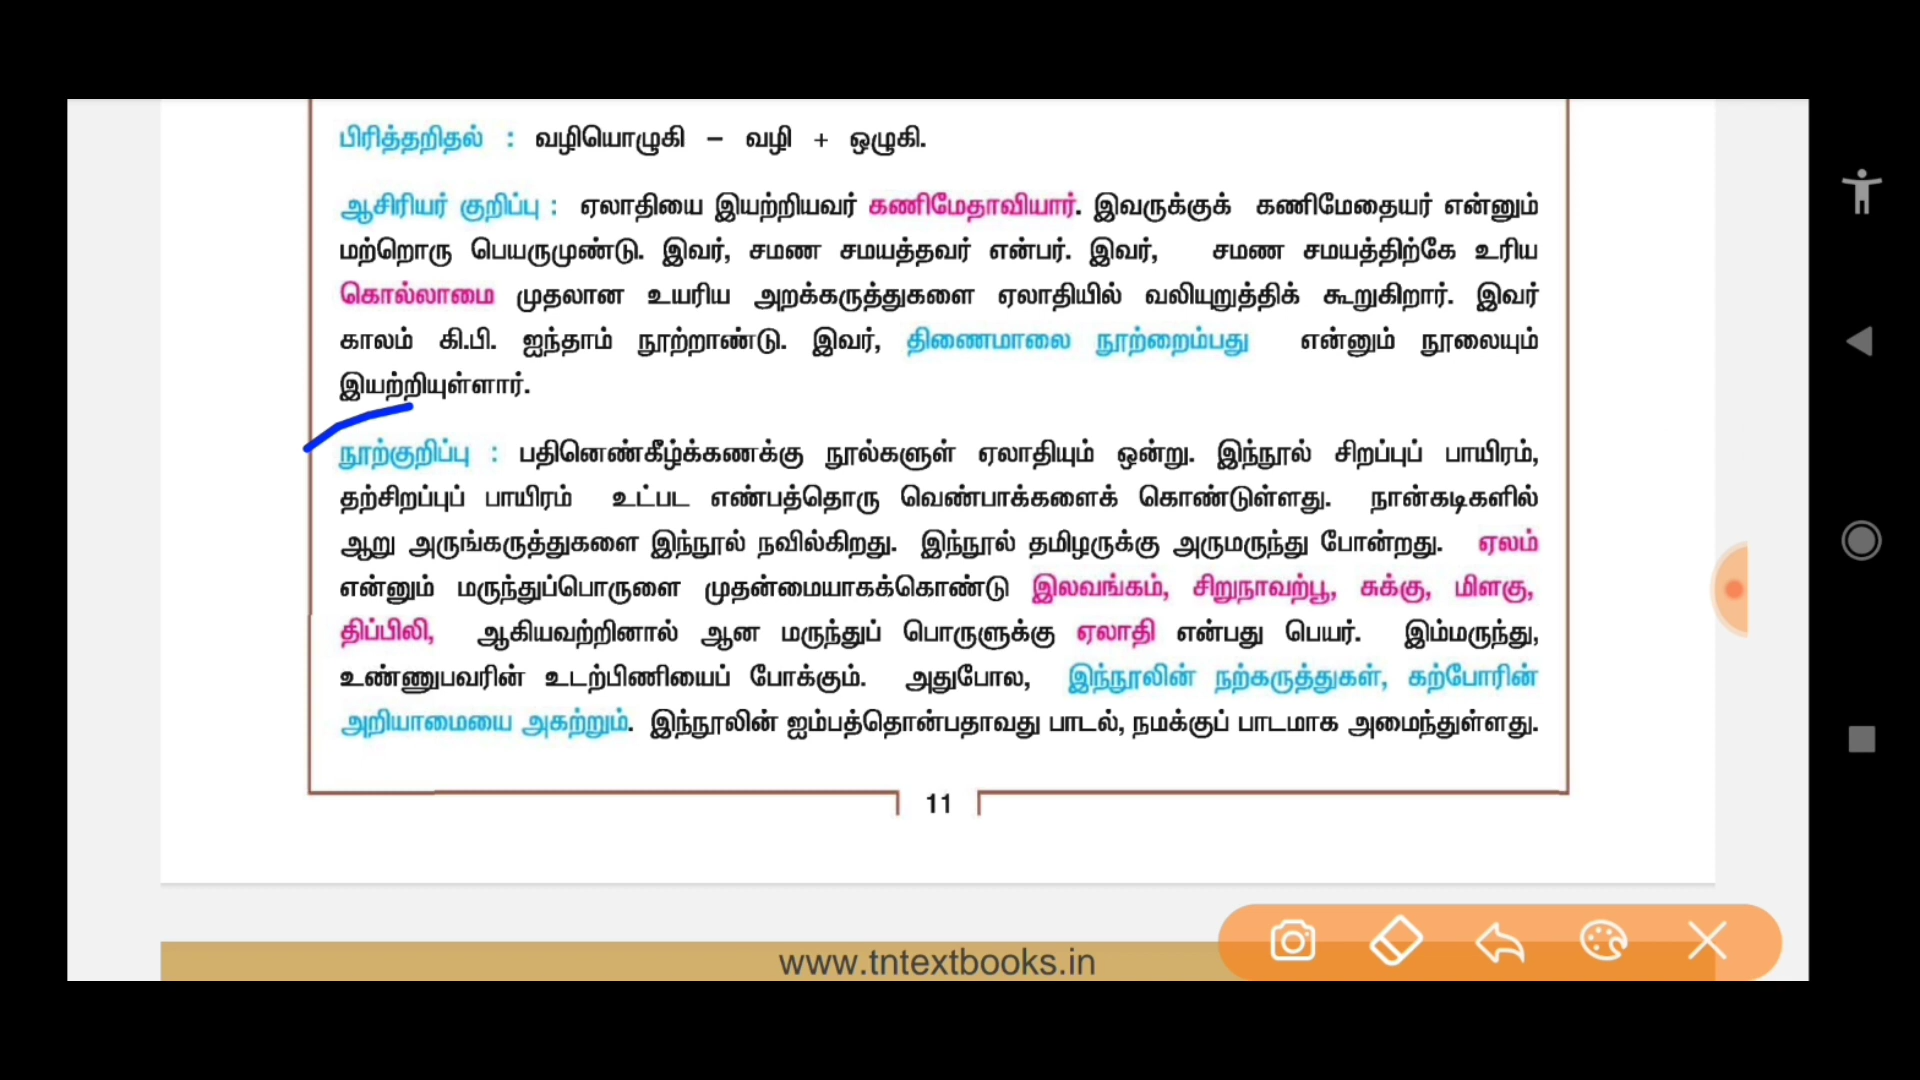 பிரித்தறிதல் : வழியொழுகி – வழி + ஒழுகி.
ஆசிரியர் குறிப்பு : ஏலாதியை இயற்றியவர் கணிமேதாவியார். இவருக்குக் கணிமேதையர் என்னும்
மற்றொரு பெயருமுண்டு. இவர், சமண சமயத்தவர் என்பர். இவர், சமண சமயத்திற்கே உரிய
கொல்லாமை முதலான உயரிய அறக்கருத்துகளை ஏலாதியில் வலியுறுத்திக் கூறுகிறார். இவர்
காலம் கி.பி. ஐந்தாம் நூற்றாண்டு. இவர், திணைமாலை நூற்றைம்பது என்னும் நூலையும்
இயற்றியுள்ளார்.
நூற்குறிப்பு : பதினெண்கீழ்க்கணக்கு நூல்களுள் ஏலாதியும் ஒன்று. இந்நூல் சிறப்புப் பாயிரம்,
தற்சிறப்புப் பாயிரம் உட்பட எண்பத்தொரு வெண்பாக்களைக் கொண்டுள்ளது. நான்கடிகளில்
ஆறு அருங்கருத்துகளை இந்நூல் நவில்கிறது. இந்நூல் தமிழருக்கு அருமருந்து போன்றது. ஏலம்
என்னும் மருந்துப்பொருளை முதன்மையாகக்கொண்டு இலவங்கம், சிறுநாவற்பூ, சுக்கு, மிளகு,
திப்பிலி, ஆகியவற்றினால் ஆன மருந்துப் பொருளுக்கு ஏலாதி என்பது பெயர். இம்மருந்து,
உண்ணுபவரின் உடற்பிணியைப் போக்கும். அதுபோல, இந்நூலின் நற்கருத்துகள், கற்போரின்
அறியாமையை அகற்றும். இந்நூலின் ஐம்பத்தொன்பதாவது பாடல், நமக்குப் பாடமாக அமைந்துள்ளது.
11
www.tntextbooks.in